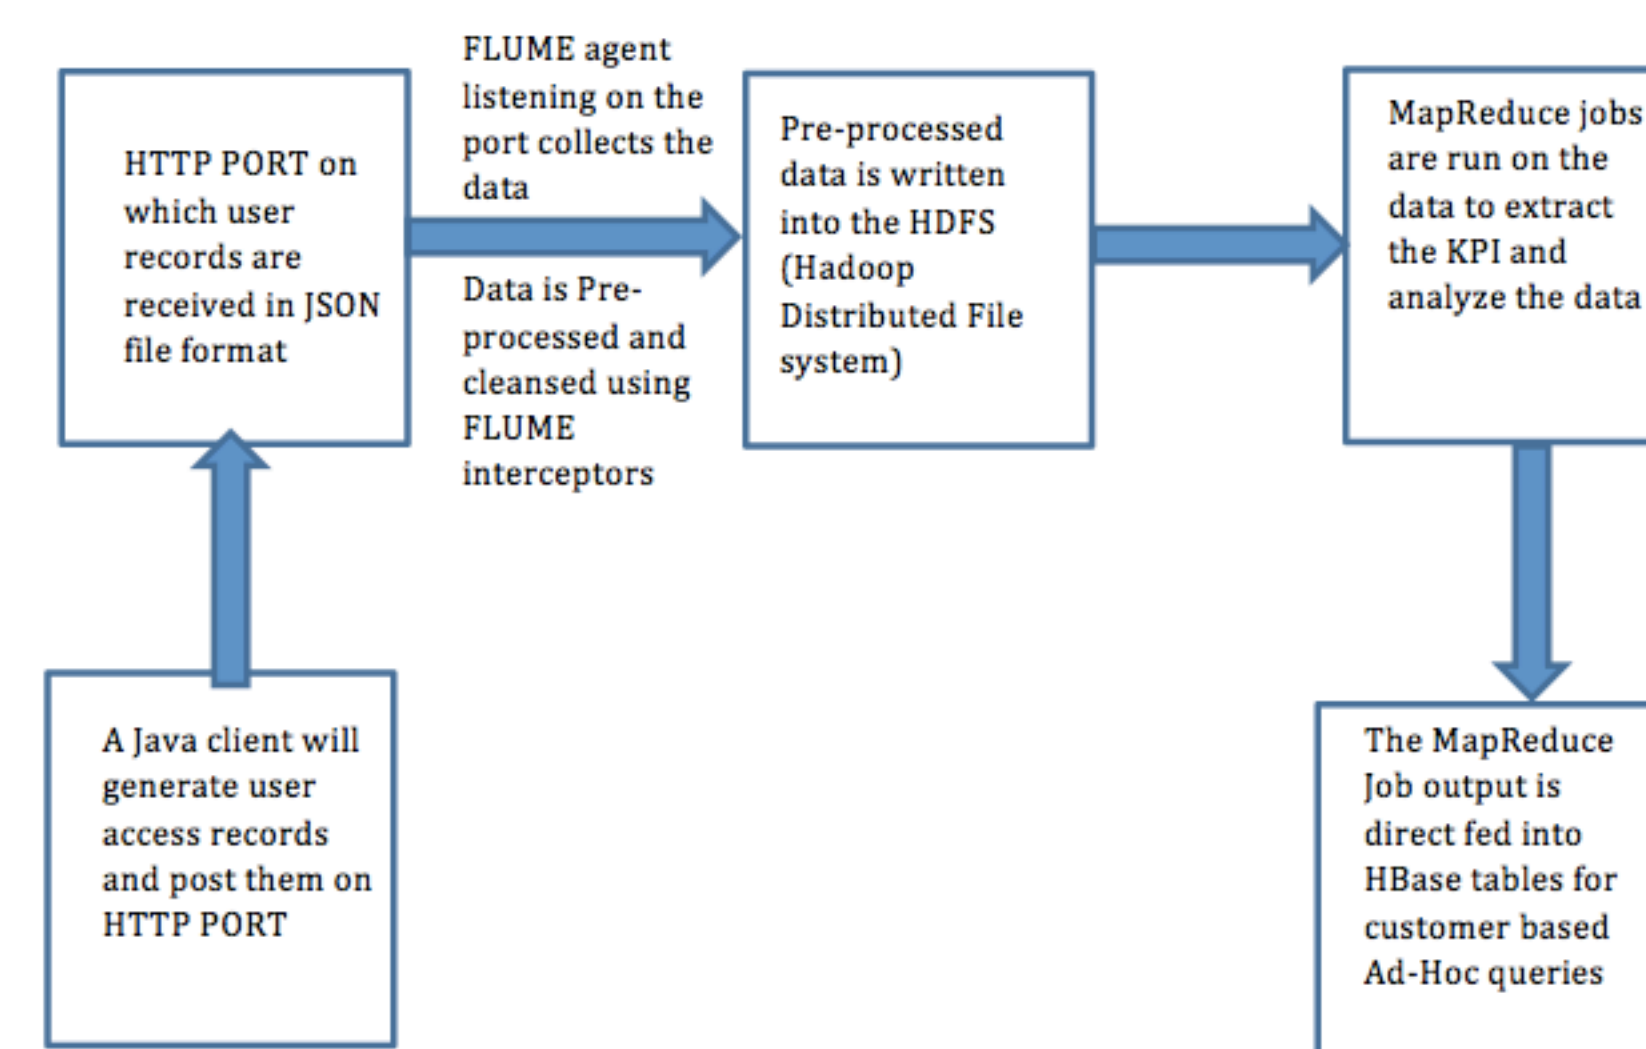 HTTP PORT on
which user
records are
received in JSON
file format
FLUME agent
listening on the
port collects the
data
Data is Pre-
processed and
cleansed using
FLUME
interceptors
Pre-processed
data is written
into the HDFS
(Hadoop
Distributed File
system)
MapReduce jobs
are run on the
data to extract
the KPI and
analyze the data
A Java client will
generate user
access records
and post them on
HTTP PORT
The MapReduce
Job output is
direct fed into
HBase tables for
customer based
Ad-Hoc queries